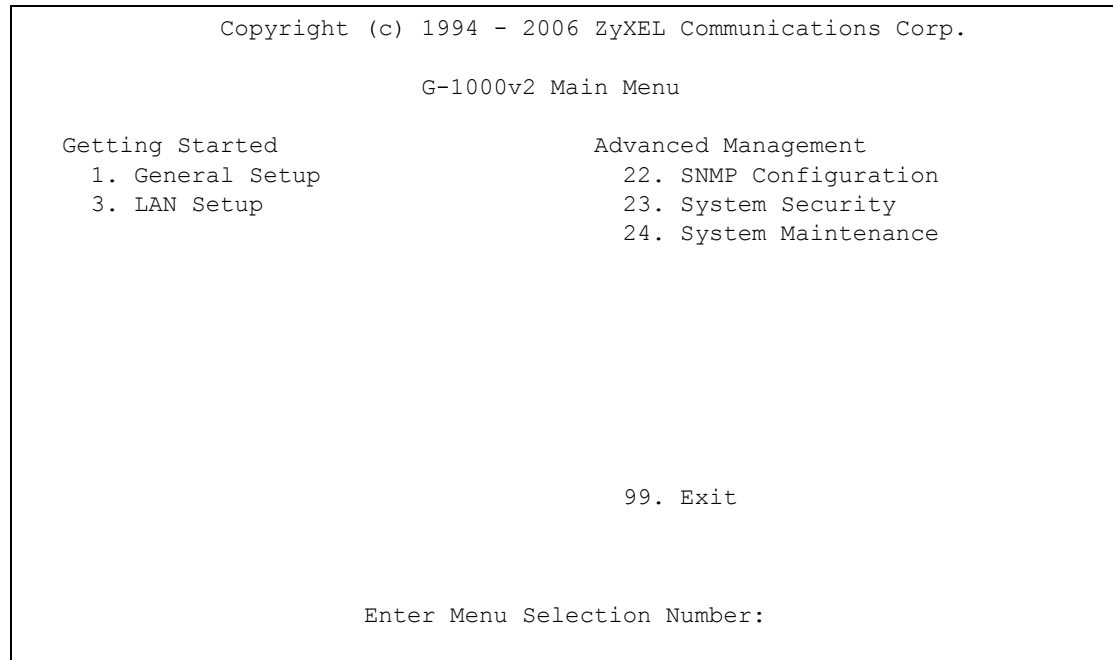 Copyright (c) 1994 - 2006 ZyXEL Communications Corp.
G-1000v2 Main Menu
Getting Started
1. General Setup
3. LAN Setup
Advanced Management
22. SNMP Configuration
23. System Security
24. System Maintenance
99. Exit
Enter Menu Selection Number: